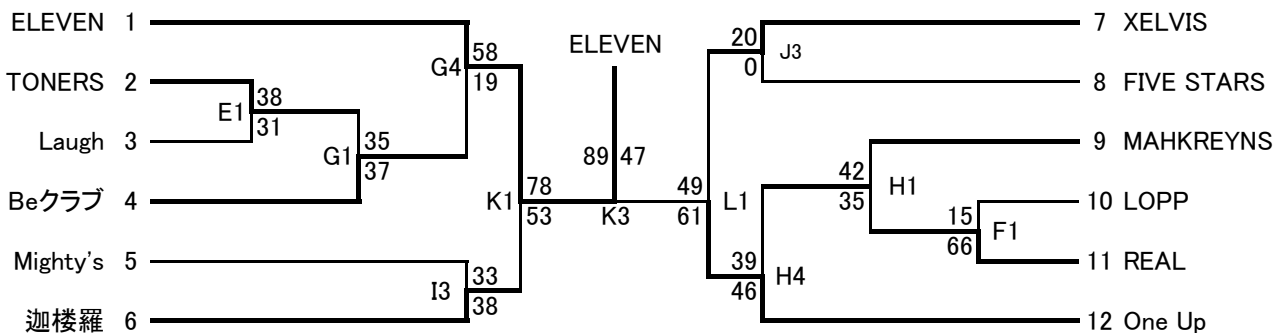 ELEVEN 1
TONERS 2
Laugh 3
Beクラブ 4
Mighty's 5
迦楼羅 6
E1
38
31
G1
35
37
G4
58
19
I3
33
38
K1
78
53
ELEVEN
89 47
K3
49
61
L1
20
0
J3
39
46
H4
42
35
H1
15
66
F1
7 XELVIS
8 FIVE STARS
9 MAHKREYNS
10 LOPP
11 REAL
12 One Up